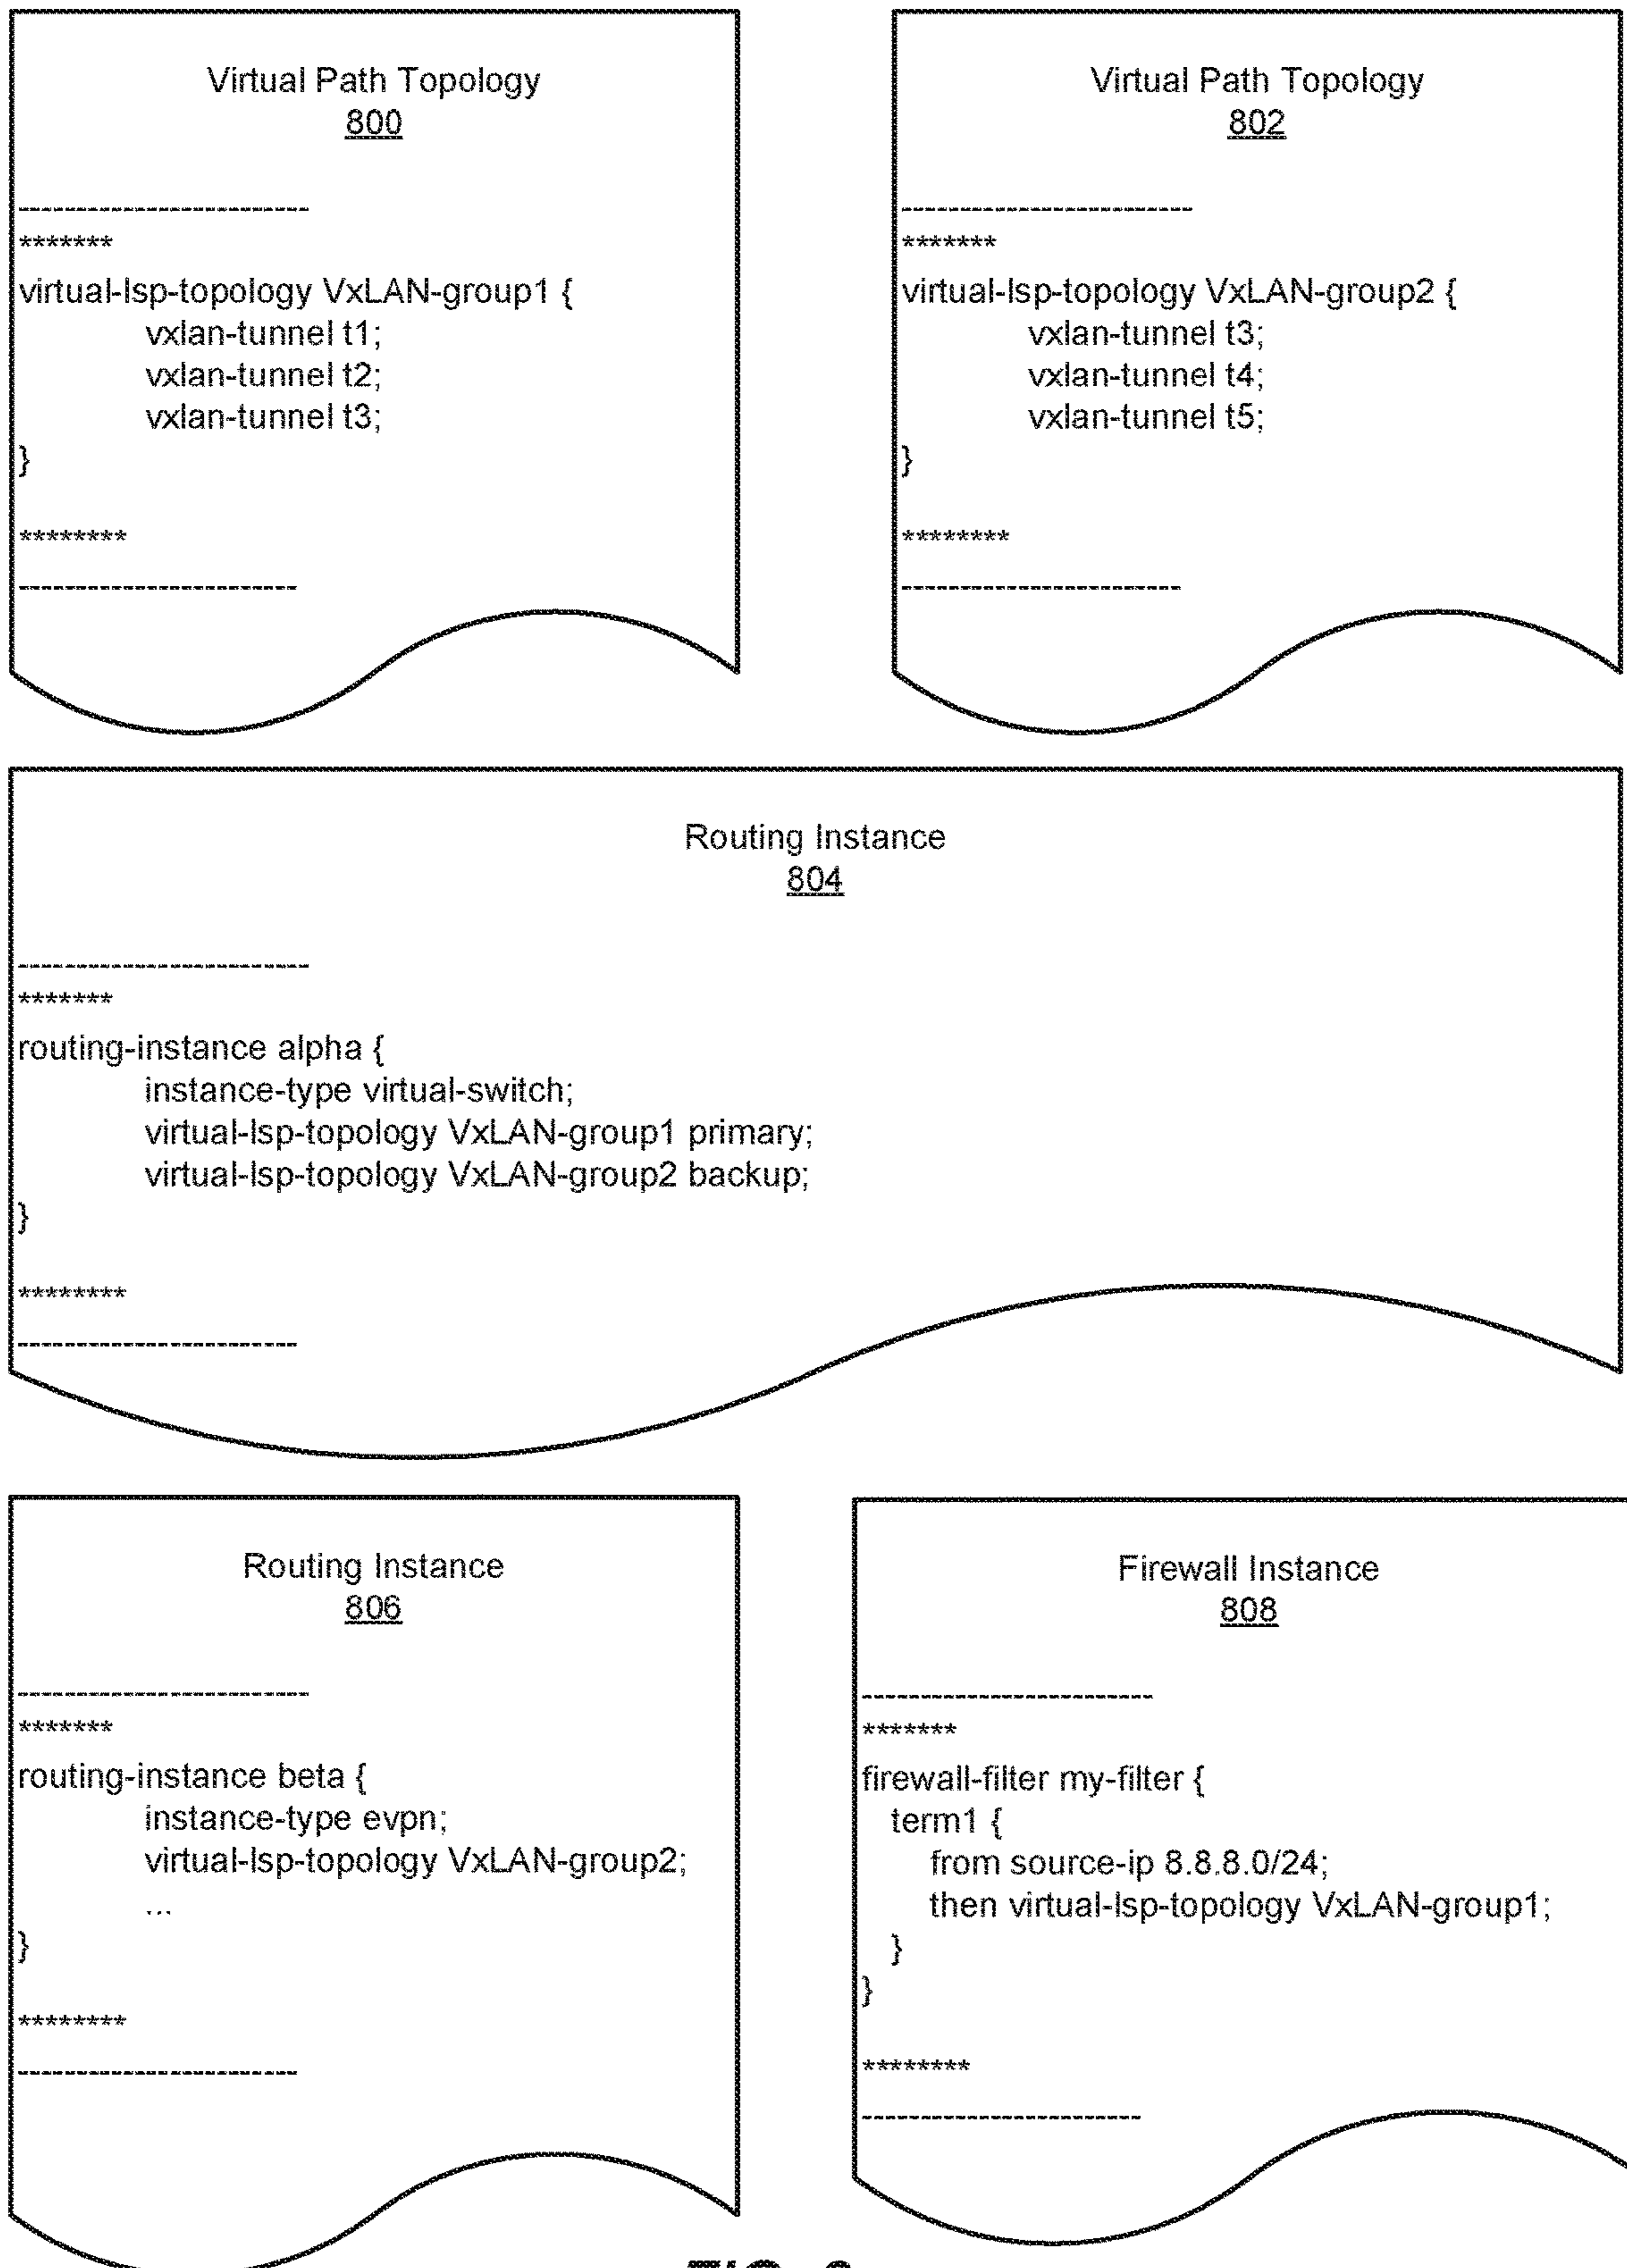 Virtual Path Topology
800
-------------------------
*******
virtual-lsp-topology VxLAN-group1 {
vxlan-tunnel t1;
vxlan-tunnel t2;
vxlan-tunnel t3;
}
********
------------------------
Virtual Path Topology
802
-------------------------
*******
virtual-lsp-topology VxLAN-group2 {
vxlan-tunnel t3;
vxlan-tunnel t4;
vxlan-tunnel t5;
}
********
------------------------
Routing Instance
804
-------------------------
*******
routing-instance alpha {
instance-type virtual-switch;
virtual-lsp-topology VxLAN-group1 primary;
virtual-lsp-topology VxLAN-group2 backup;
}
********
------------------------
Routing Instance
806
-------------------------
*******
routing-instance beta {
instance-type evpn;
virtual-lsp-topology VxLAN-group2;
...
}
********
------------------------
Firewall Instance
808
-------------------------
*******
firewall-filter my-filter {
term1 {
from source-ip 8.8.8.0/24;
then virtual-lsp-topology VxLAN-group1;
}
}
********
------------------------